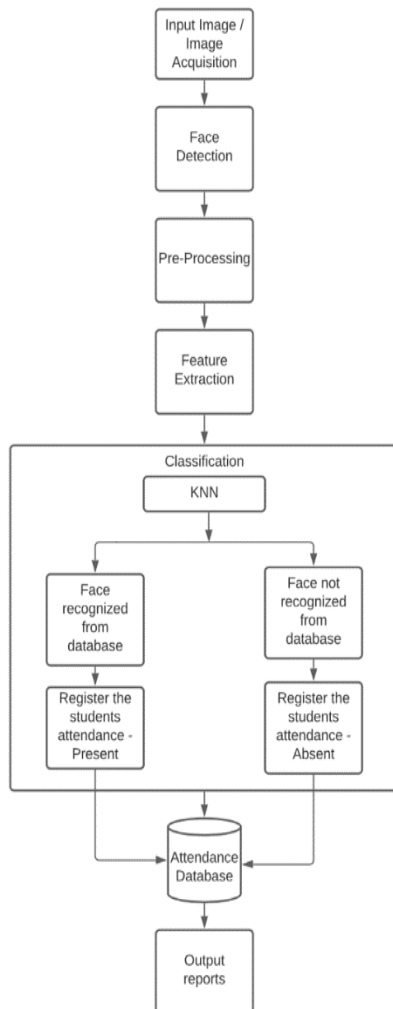 Input Image /
Image
Acquisition
Face
Detection
Pre-Processing
Feature
Extraction
Classification
KNN
Face
recognized
from
database
Face not
recognized
from
database
Register the
students
attendance -
Present
Register the
students
attendance -
Absent
Attendance
Database
Output
reports